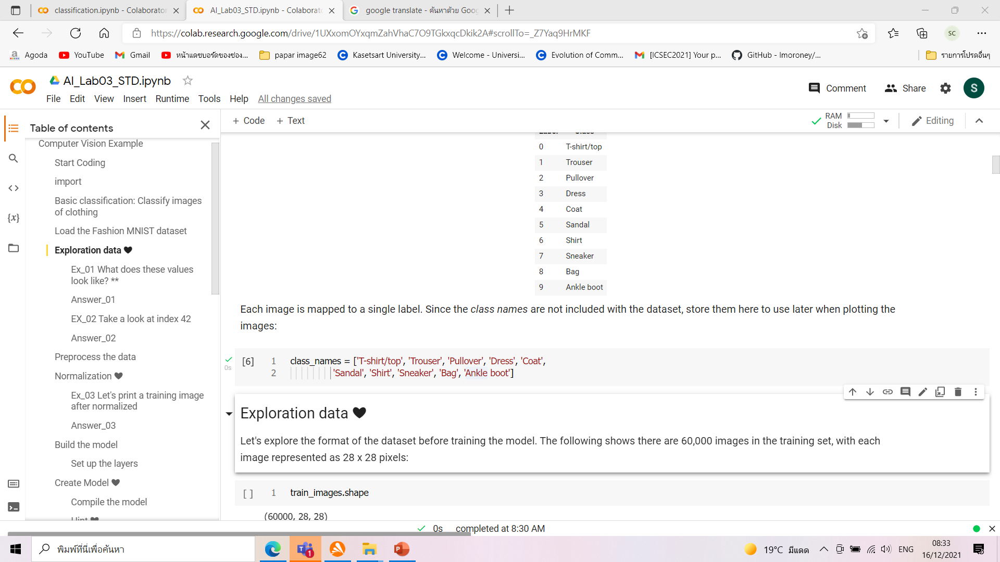 classification.ipynb - Colaborator
AI_Lab03_STD.ipynb - Colaborato
google translate - ค้นหาด้วย Goog
https://colab.research.google.com/drive/1UXxomOYxqmZahVhaC7O9TGkxqcDkik2A#scrollTo=_Z7Yaq9HrMKF
SC
Agoda YouTube Gmail หน้าแดชบอร์ดของช่อง... papar image62 Kasetsart University... Welcome - Universi... Evolution of Comm... [ICSEC2021] Your p... GitHub - lmoroney/... รายการโปรดอื่นๆ
AI_Lab03_STD.ipynb
Comment Share S
File Edit View Insert Runtime Tools Help All changes saved
Table of contents
+ Code + Text
RAM
Disk
Editing
Computer Vision Example
Start Coding
import
Basic classification: Classify images
of clothing
Load the Fashion MNIST dataset
Exploration data 🖤
Ex_01 What does these values
look like? **
Answer_01
EX_02 Take a look at index 42
Answer_02
Preprocess the data
Normalization 🖤
Ex_03 Let's print a training image
after normalized
Answer_03
Build the model
Set up the layers
Create Model 🖤
Compile the model
Hint 🖤
Label Class
0 T-shirt/top
1 Trouser
2 Pullover
3 Dress
4 Coat
5 Sandal
6 Shirt
7 Sneaker
8 Bag
9 Ankle boot
Each image is mapped to a single label. Since the class names are not included with the dataset, store them here to use later when plotting the
images:
[6] 1 class_names = ['T-shirt/top', 'Trouser', 'Pullover', 'Dress', 'Coat',
0s 2 'Sandal', 'Shirt', 'Sneaker', 'Bag', 'Ankle boot']
Exploration data 🖤
Let's explore the format of the dataset before training the model. The following shows there are 60,000 images in the training set, with each
image represented as 28 x 28 pixels:
[ ] 1 train_images.shape
(60000, 28, 28)
0s completed at 8:30 AM
พิมพ์ที่นี่เพื่อค้นหา
1
19°C มีแดด
ENG
08:33
16/12/2021